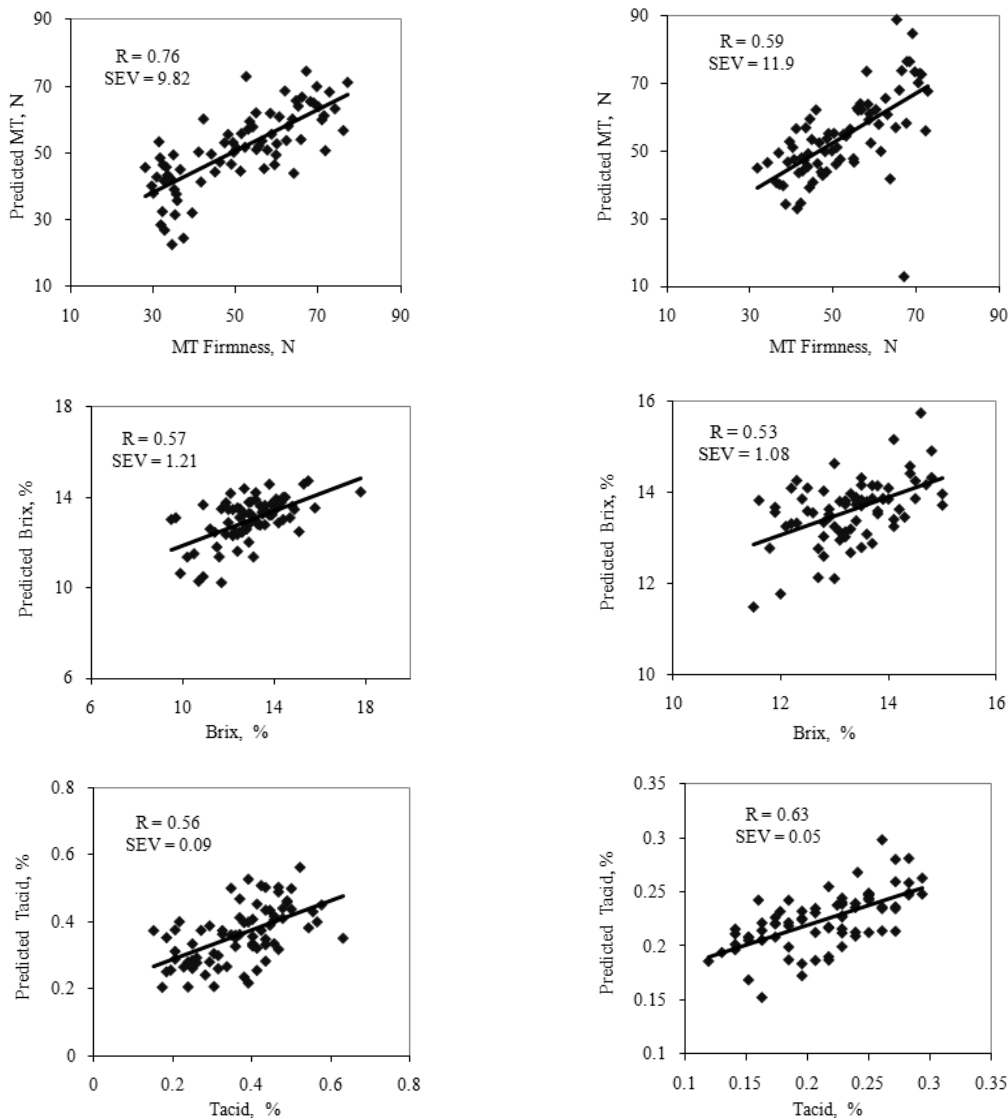 90
70
50
30
10
Predicted MT, N
R = 0.76
SEV = 9.82
10 30 50 70 90
MT Firmness, N
90
70
50
30
10
Predicted MT, N
R = 0.59
SEV = 11.9
10 30 50 70 90
MT Firmness, N
18
14
10
6
Predicted Brix, %
R = 0.57
SEV = 1.21
6 10 14 18
Brix, %
16
14
12
10
Predicted Brix, %
R = 0.53
SEV = 1.08
10 12 14 16
Brix, %
0.8
0.6
0.4
0.2
0
Predicted Tacid, %
R = 0.56
SEV = 0.09
0 0.2 0.4 0.6 0.8
Tacid, %
0.35
0.3
0.25
0.2
0.15
0.1
Predicted Tacid, %
R = 0.63
SEV = 0.05
0.1 0.15 0.2 0.25 0.3 0.35
Tacid, %